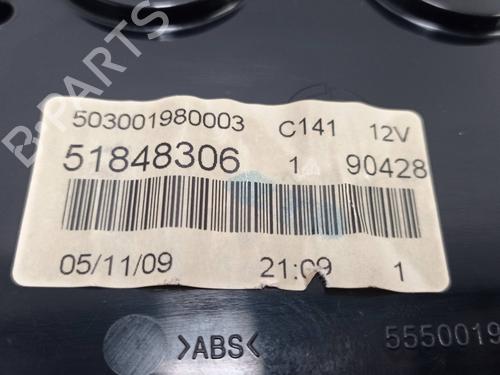 503001980003 C141 12V
51848306 1 90428
05/11/09 21:09 1
>ABS< 5550019
B-PARTS